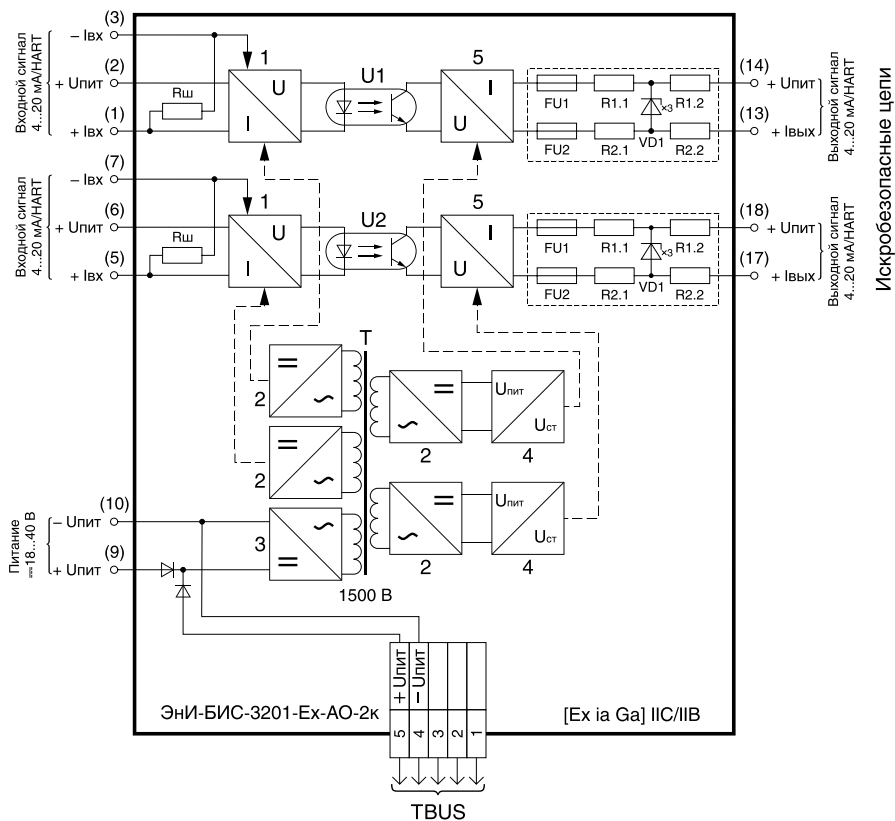 (3)
– Iвх
(2)
+ Uпит
Rш
(1)
+ Iвх
Входной сигнал
4...20 мА/HART
1
U
I
U1
5
I
U
FU1
R1.1
×3
R1.2
FU2
R2.1
VD1
R2.2
(14)
+ Uпит
(13)
+ Iвых
Выходной сигнал
4...20 мА/HART
Искробезопасные цепи
(7)
– Iвх
(6)
+ Uпит
Rш
(5)
+ Iвх
Входной сигнал
4...20 мА/HART
1
U
I
U2
5
I
U
FU1
R1.1
×3
R1.2
FU2
R2.1
VD1
R2.2
(18)
+ Uпит
(17)
+ Iвых
Выходной сигнал
4...20 мА/HART
T
2
2
Uпит
Uст
4
2
2
Uпит
Uст
4
3
1500 В
(10)
– Uпит
(9)
+ Uпит
Питание
⎓18...40 В
+ Uпит
– Uпит
5
4
3
2
1
ЭнИ-БИС-3201-Ex-АО-2к
[Ex ia Ga] IIC/IIB
TBUS